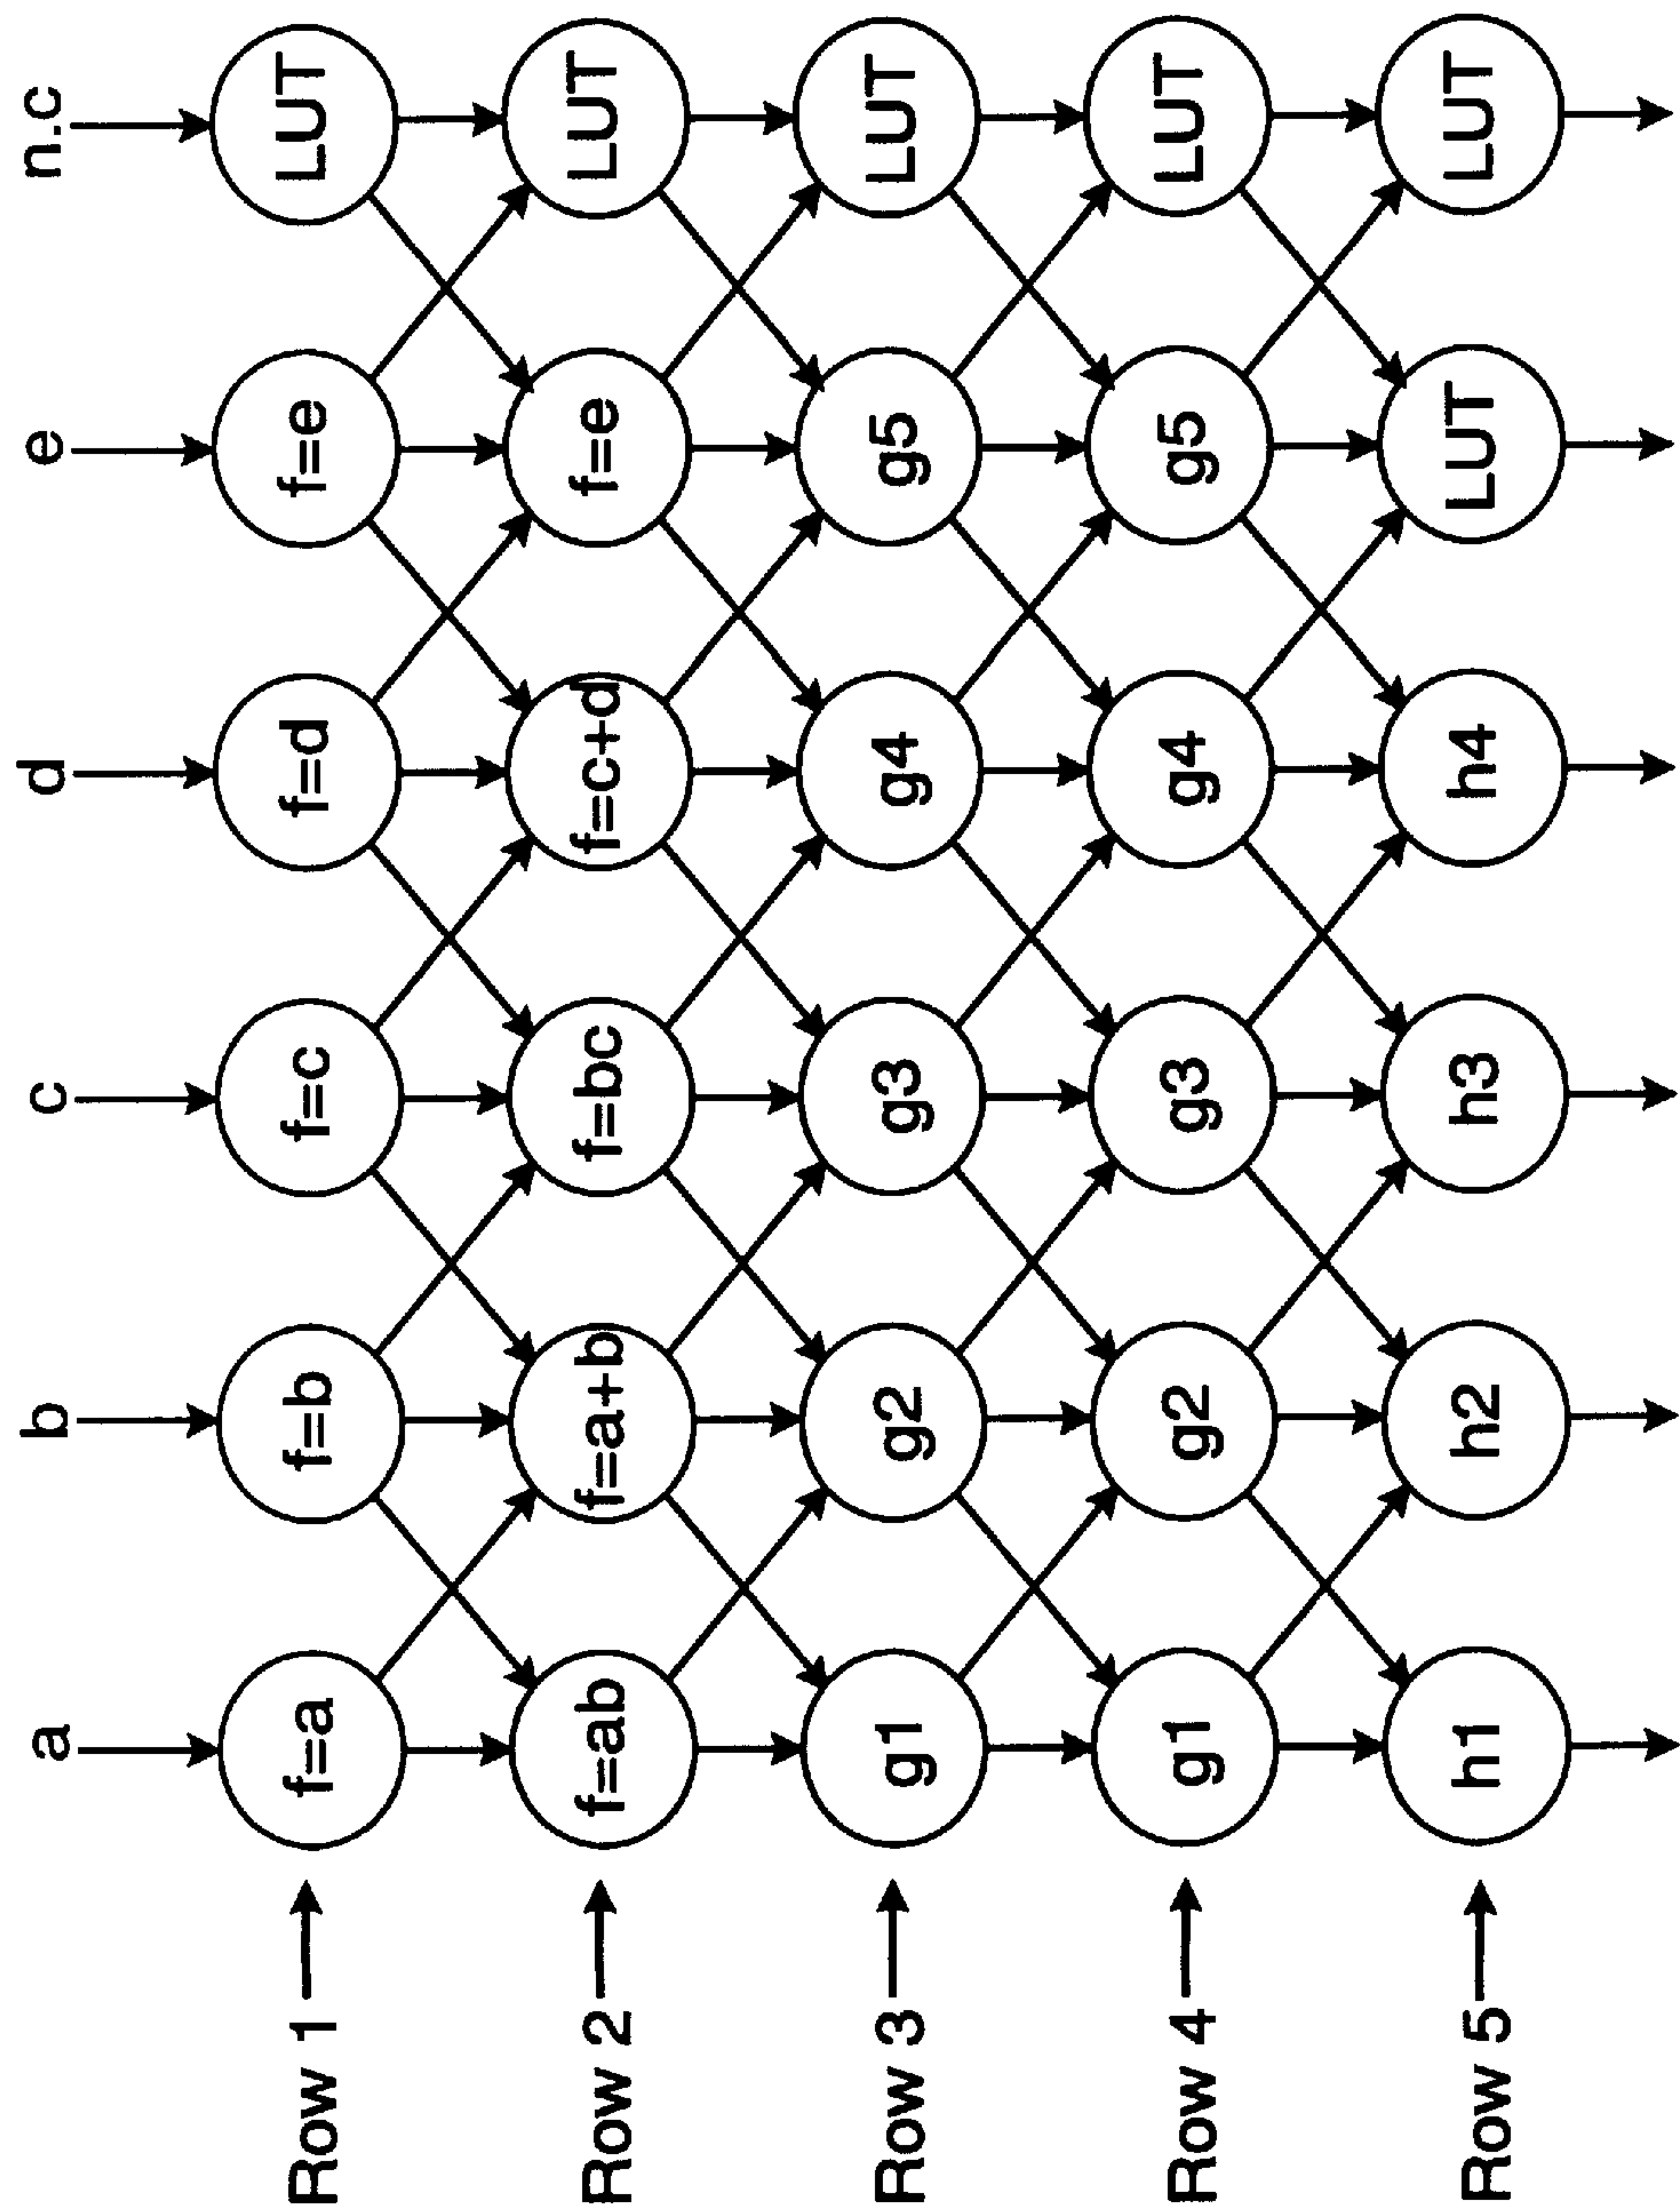 a b c d e n.c
Row 1 f=a f=b f=c f=d f=e LUT
Row 2 f=ab f=a+b f=bc f=c+d f=e LUT
Row 3 g1 g2 g3 g4 g5 LUT
Row 4 g1 g2 g3 g4 g5 LUT
Row 5 h1 h2 h3 h4 LUT LUT